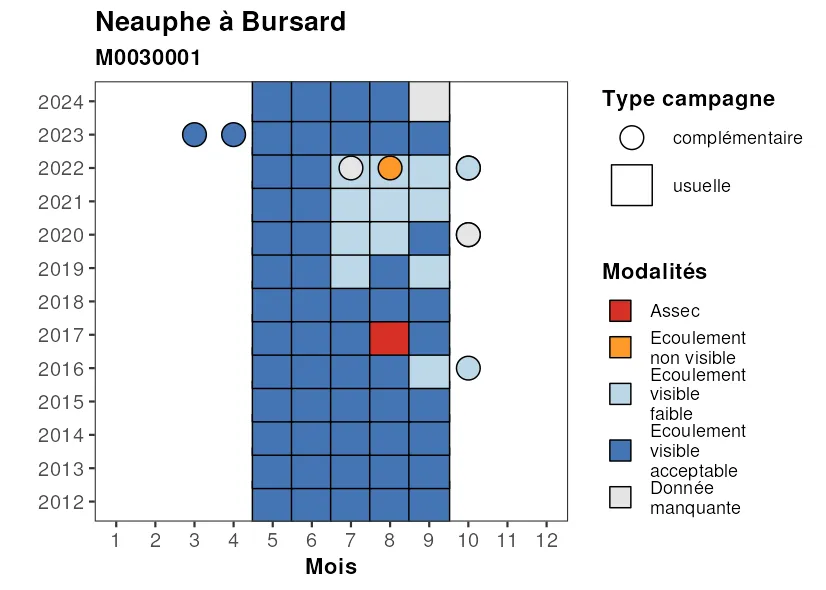 Neauphe à Bursard
M0030001
2024
2023
2022
2021
2020
2019
2018
2017
2016
2015
2014
2013
2012
1 2 3 4 5 6 7 8 9 10 11 12
Mois
Type campagne
complémentaire
usuelle
Modalités
Assec
Ecoulement
non visible
Ecoulement
visible
faible
Ecoulement
visible
acceptable
Donnée
manquante